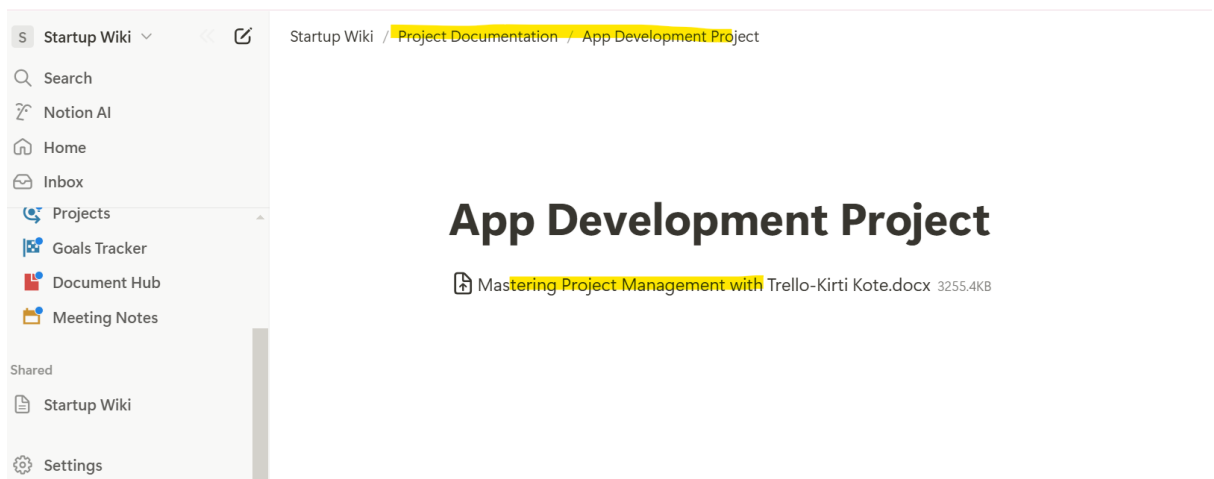 S Startup Wiki
Search
Notion AI
Home
Inbox
Projects
Goals Tracker
Document Hub
Meeting Notes
Shared
Startup Wiki
Settings
Startup Wiki / Project Documentation / App Development Project
App Development Project
Mastering Project Management with Trello-Kirti Kote.docx 3255.4KB